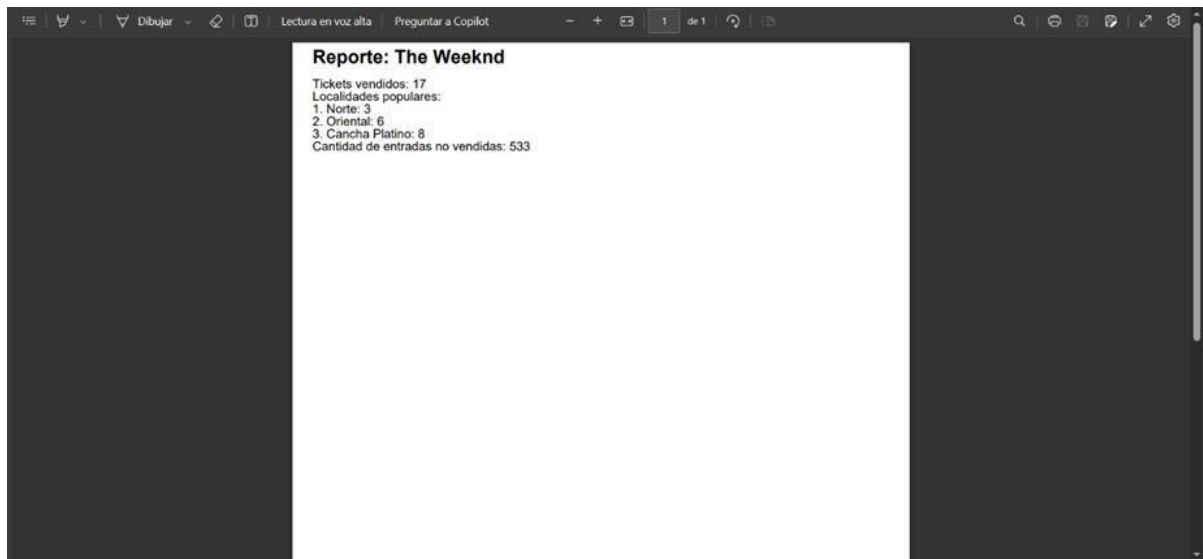 Dibujar
Lectura en voz alta
Preguntar a Copilot
1 de 1
Reporte: The Weeknd
Tickets vendidos: 17
Localidades populares:
1. Norte: 3
2. Oriental: 6
3. Cancha Platino: 8
Cantidad de entradas no vendidas: 533